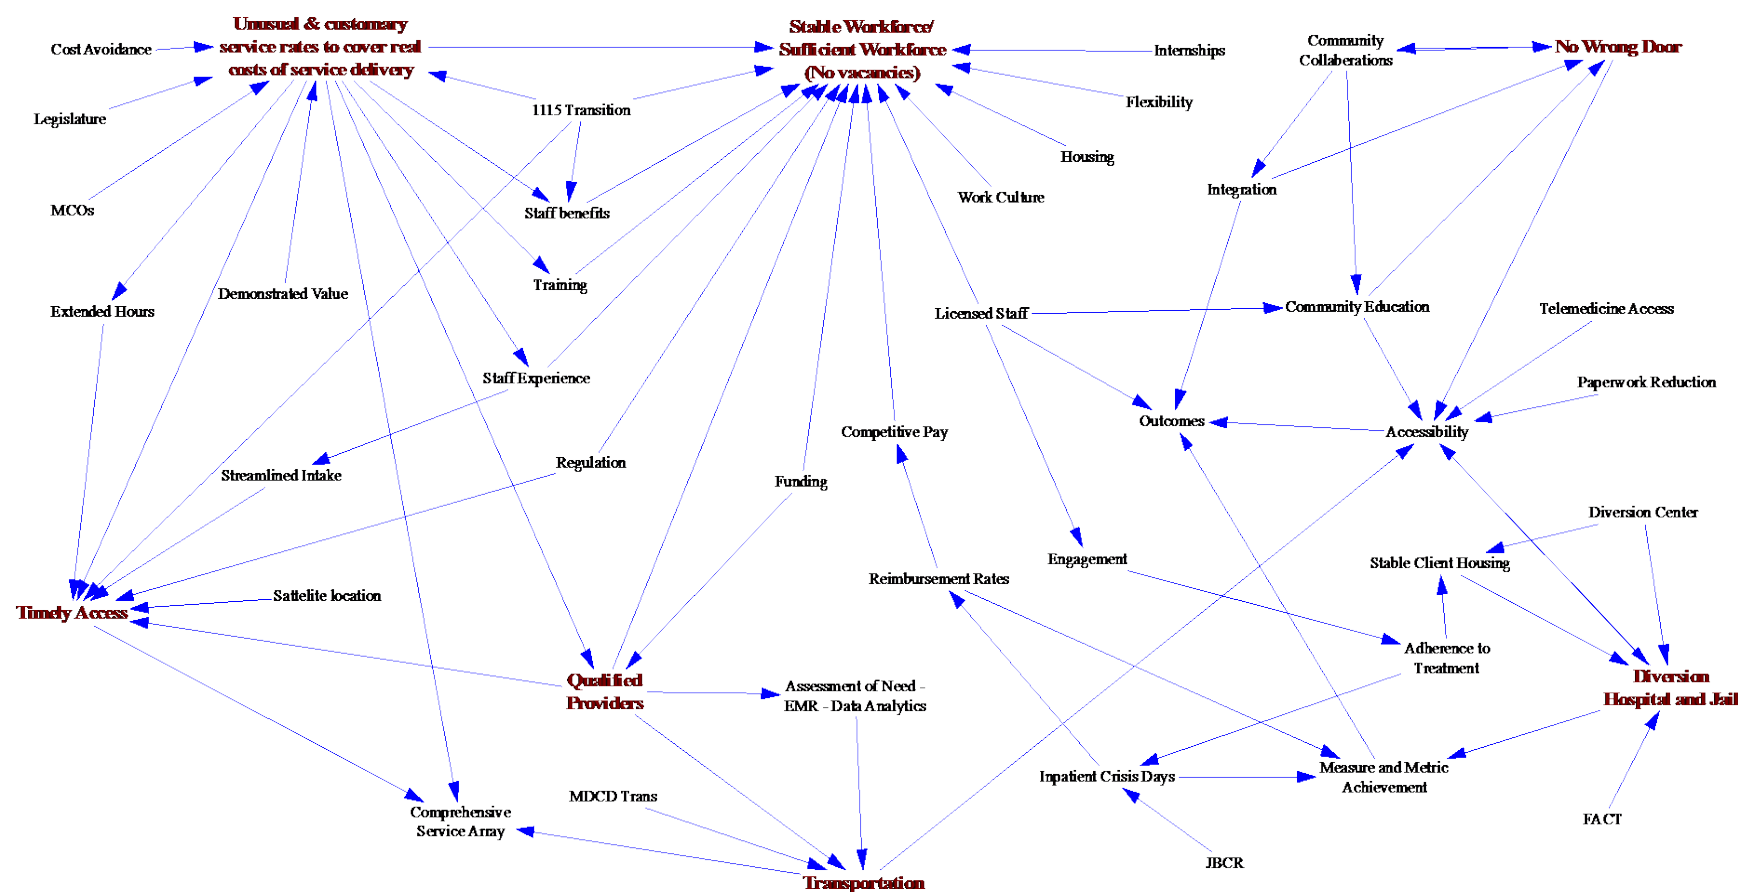 Unusual & customary
service rates to cover real
costs of service delivery
Stable Workforce/
Sufficient Workforce
(No vacancies)
Cost Avoidance
Internships
Community
Collaberations
No Wrong Door
Legislature
1115 Transition
Flexibility
Housing
MCOs
Staff benefits
Work Culture
Integration
Training
Demonstrated Value
Extended Hours
Licensed Staff
Community Education
Telemedicine Access
Staff Experience
Paperwork Reduction
Competitive Pay
Outcomes
Accessibility
Streamlined Intake
Regulation
Funding
Diversion Center
Engagement
Stable Client Housing
Reimbursement Rates
Sattelite location
Timely Access
Adherence to
Treatment
Qualified
Providers
Assessment of Need -
EMR - Data Analytics
Diversion
Hospital and Jail
Inpatient Crisis Days
Measure and Metric
Achievement
MDCD Trans
Comprehensive
Service Array
FACT
JBCR
Transportation